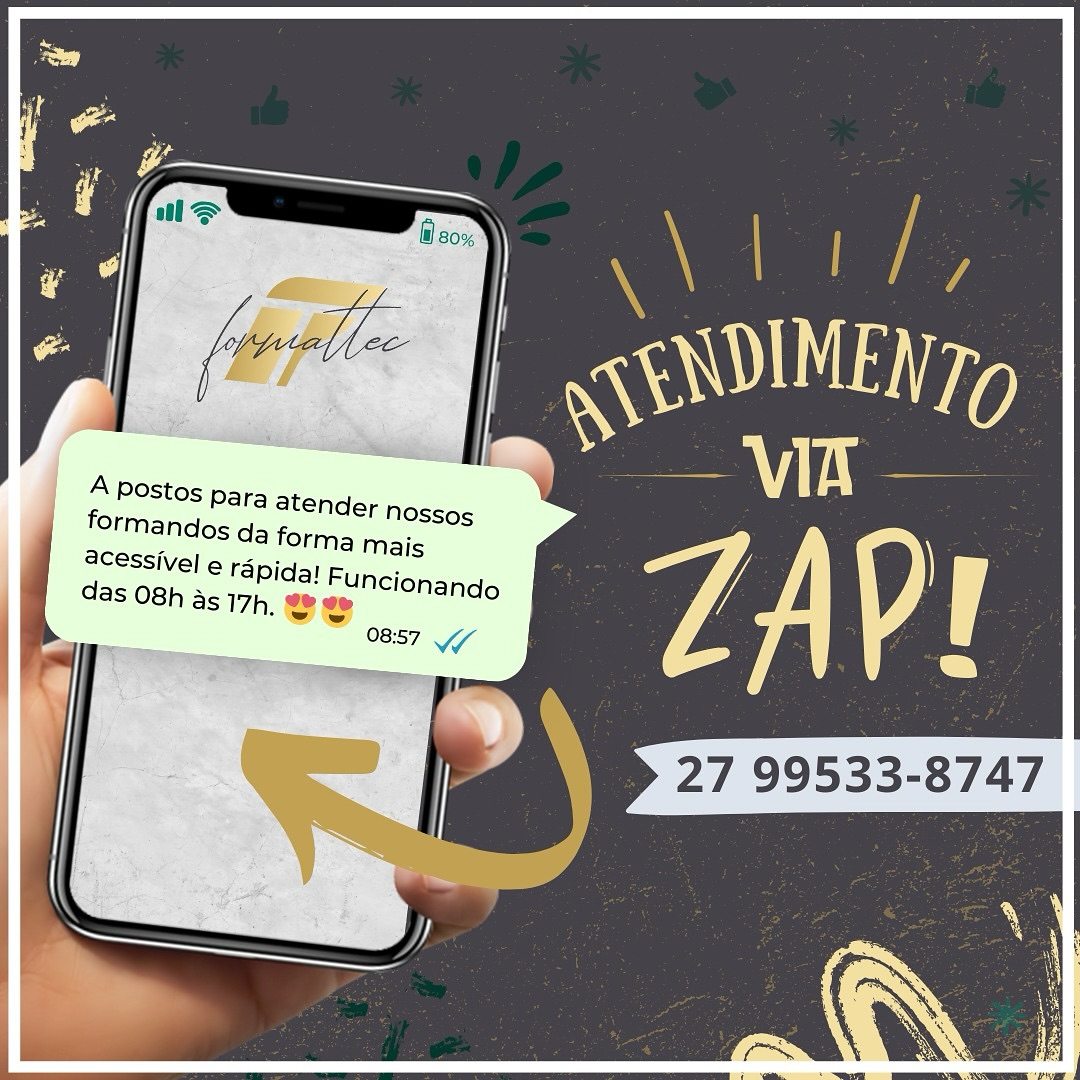 80%
formattec
A postos para atender nossos
formandos da forma mais
acessível e rápida! Funcionando
das 08h às 17h. 😍😍
08:57
ATENDIMENTO
VIA
ZAP!
27 99533-8747